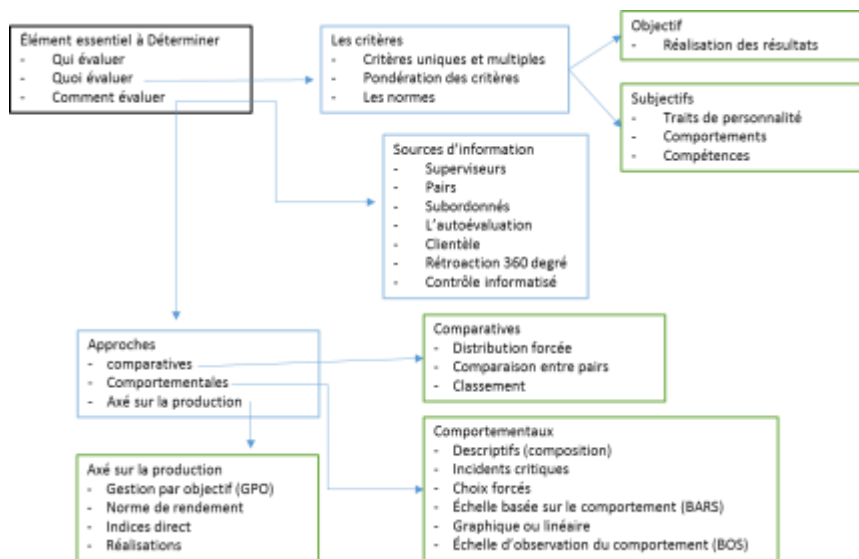 Élément essentiel à Déterminer
- Qui évaluer
- Quoi évaluer
- Comment évaluer
Les critères
- Critères uniques et multiples
- Pondération des critères
- Les normes
Objectif
- Réalisation des résultats
Subjectifs
- Traits de personnalité
- Comportements
- Compétences
Sources d'information
- Superviseurs
- Pairs
- Subordonnés
- L'autoévaluation
- Clientèle
- Rétroaction 360 degré
- Contrôle informatisé
Approches
- comparatives
- Comportementales
- Axé sur la production
Comparatives
- Distribution forcée
- Comparaison entre pairs
- Classement
Axé sur la production
- Gestion par objectif (GPO)
- Norme de rendement
- Indices direct
- Réalisations
Comportementaux
- Descriptifs (composition)
- Incidents critiques
- Choix forcés
- Échelle basée sur le comportement (BARS)
- Graphique ou linéaire
- Échelle d'observation du comportement (BOS)